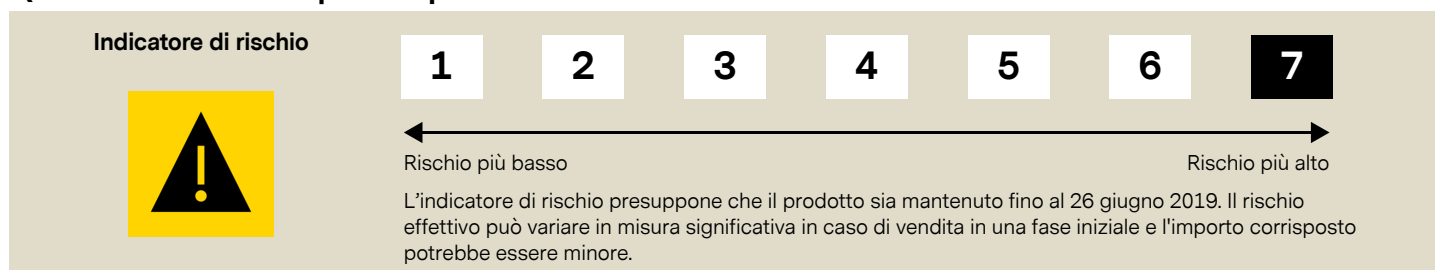 Indicatore di rischio
1 2 3 4 5 6 7
Rischio più basso Rischio più alto
L'indicatore di rischio presuppone che il prodotto sia mantenuto fino al 26 giugno 2019. Il rischio
effettivo può variare in misura significativa in caso di vendita in una fase iniziale e l'importo corrisposto
potrebbe essere minore.